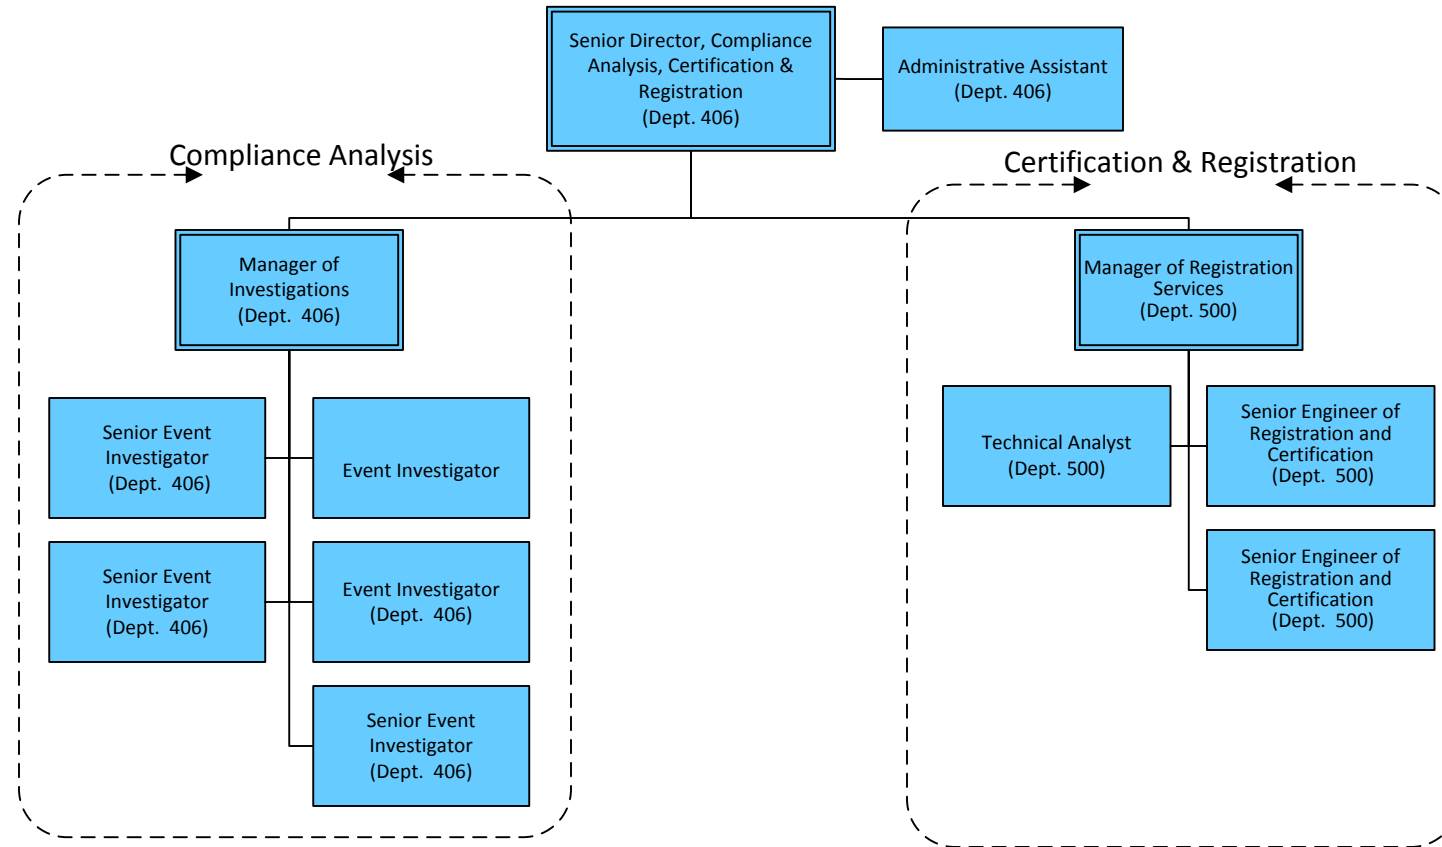 Senior Director, Compliance
Analysis, Certification &
Registration
(Dept. 406)
Administrative Assistant
(Dept. 406)
Compliance Analysis
Certification & Registration
Manager of
Investigations
(Dept.  406)
Manager of Registration
Services
(Dept. 500)
Senior Event
Investigator
(Dept.  406)
Event Investigator
Senior Event
Investigator
(Dept.  406)
Event Investigator
(Dept.  406)
Senior Event
Investigator
(Dept.  406)
Technical Analyst
(Dept. 500)
Senior Engineer of
Registration and
Certification
(Dept.  500)
Senior Engineer of
Registration and
Certification
(Dept.  500)